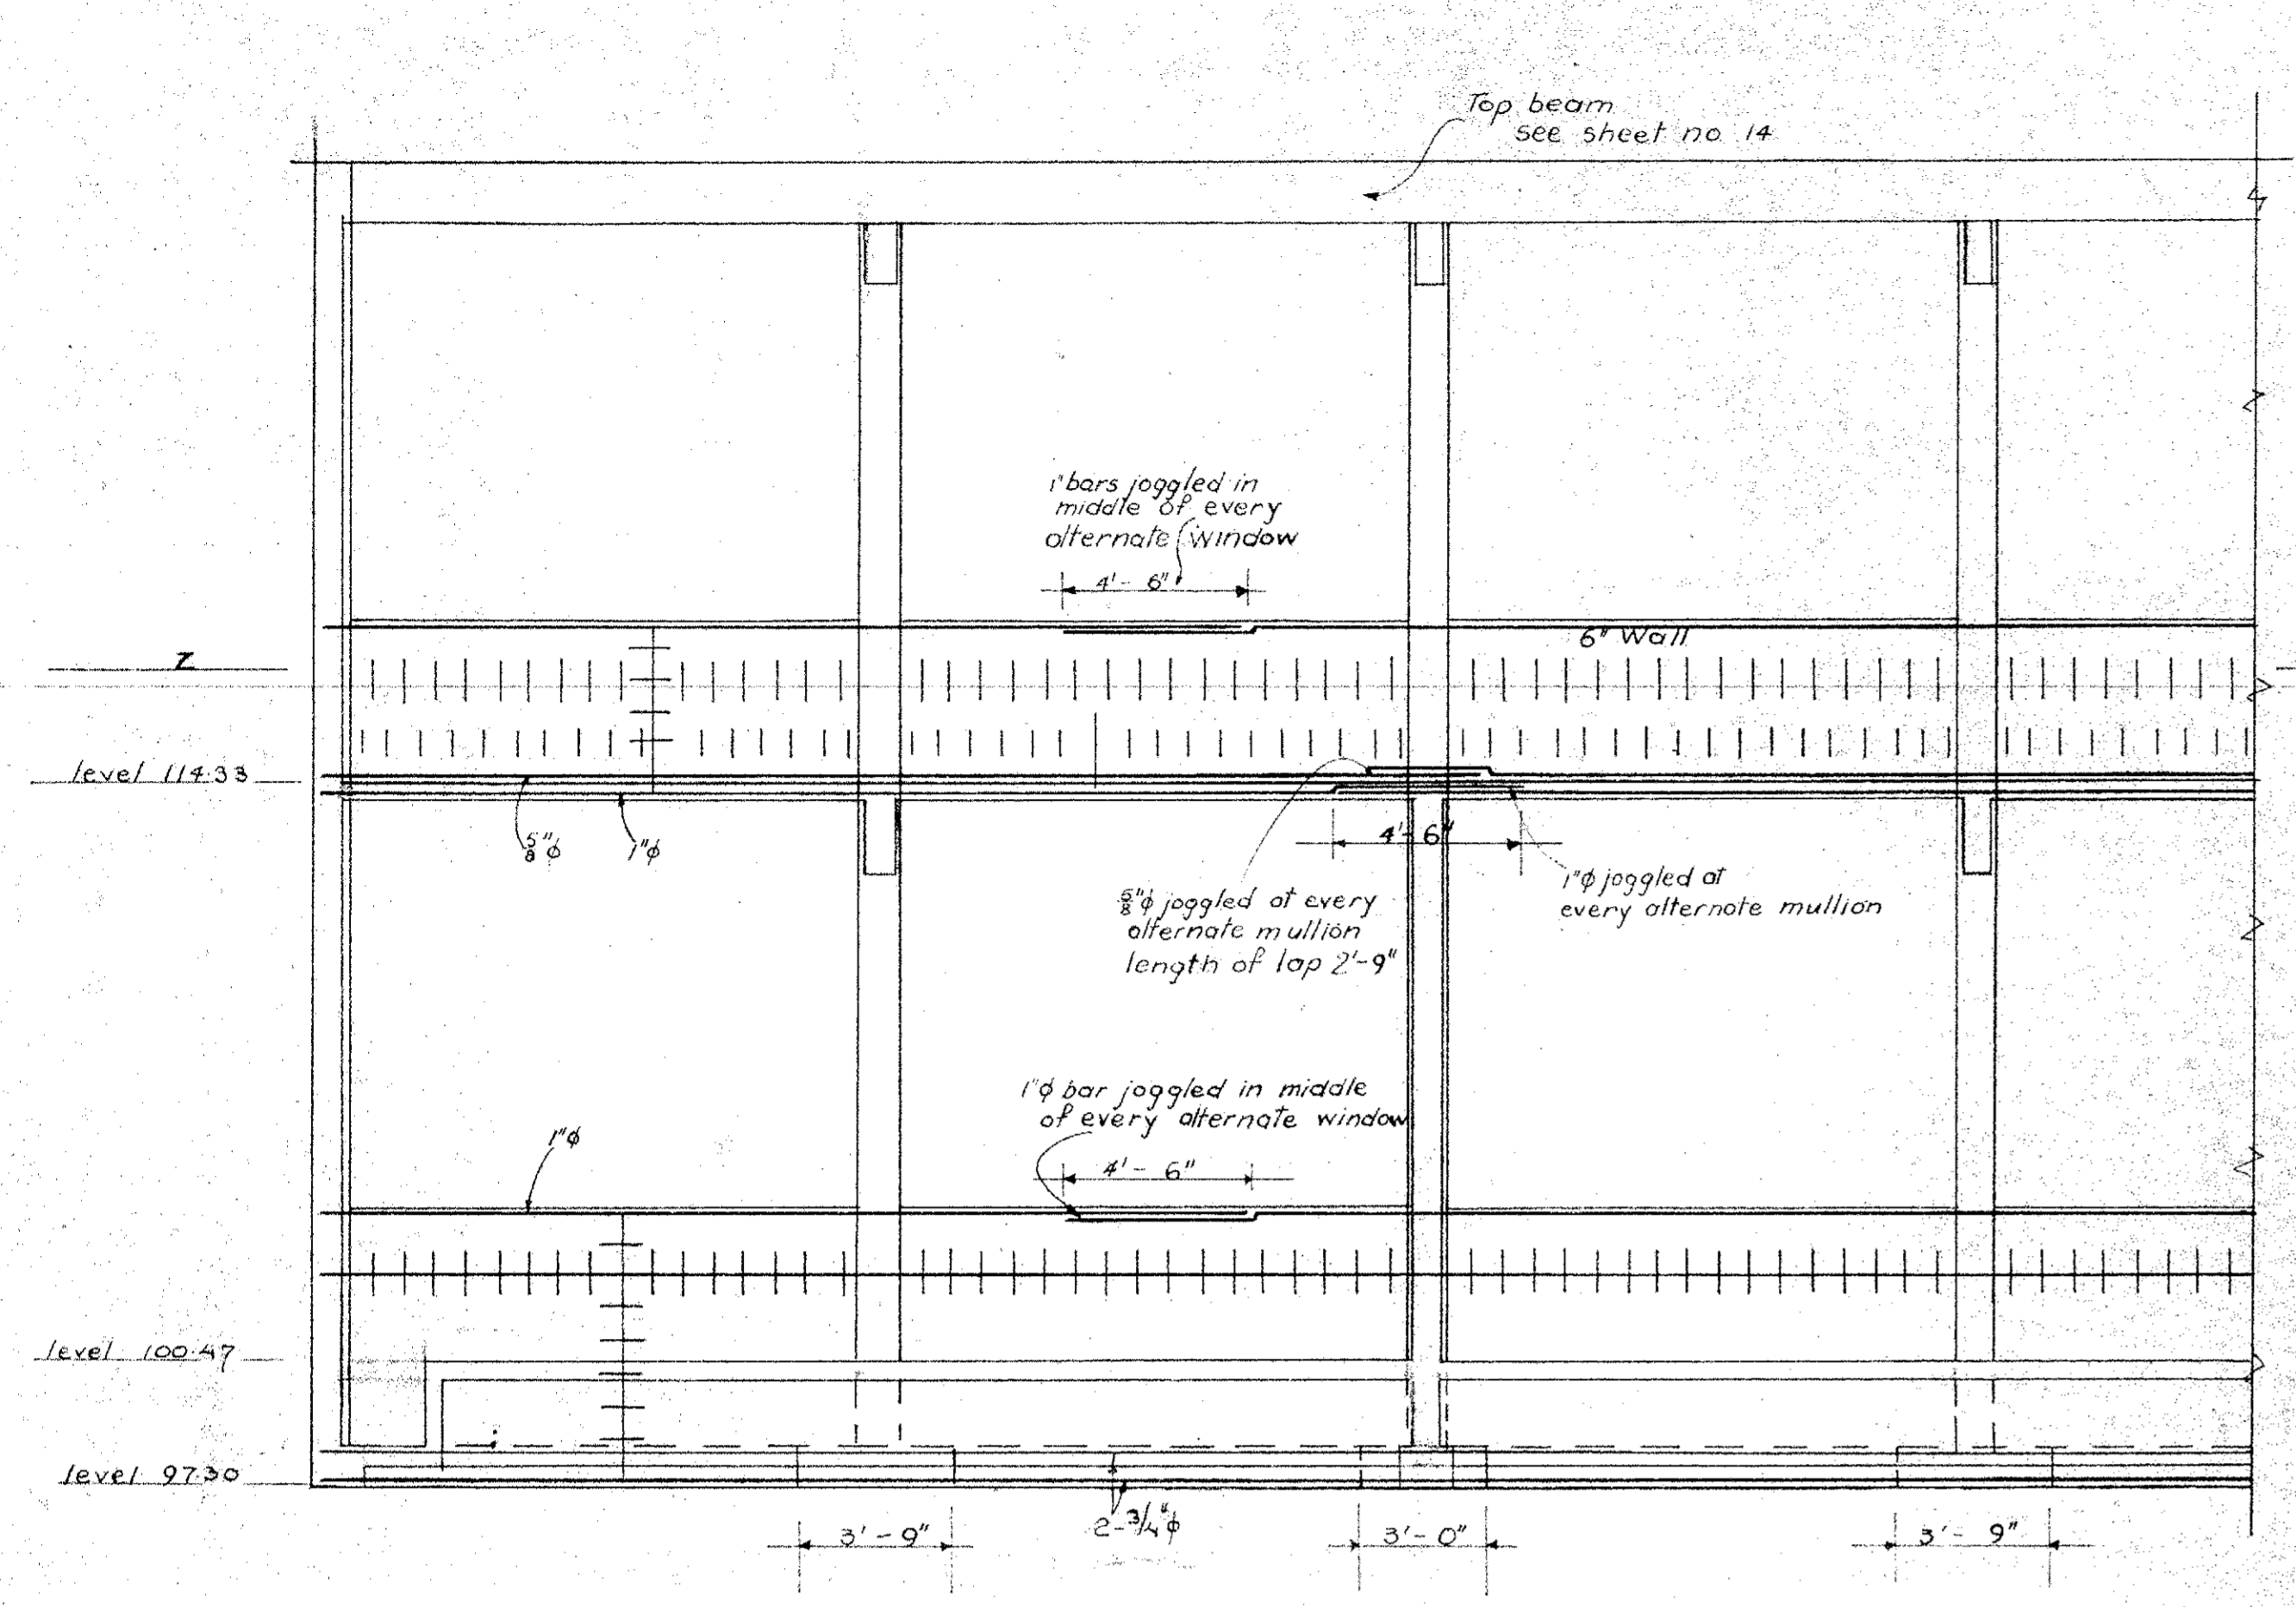 Top beam
see sheet no 14
1" bars joggled in
middle of every
alternate window
4'- 6"
6" Wall
Z
level 114.33
5/8"ϕ
1"ϕ
4'- 6"
5/8"ϕ joggled at every
alternate mullion
length of lap 2'-9"
1"ϕ joggled at
every alternate mullion
1"ϕ bar joggled in middle
of every alternate window
1"ϕ
4'- 6"
level 100.47
level 97.30
2-3/4"ϕ
3'- 9"
3'- 0"
3'- 9"